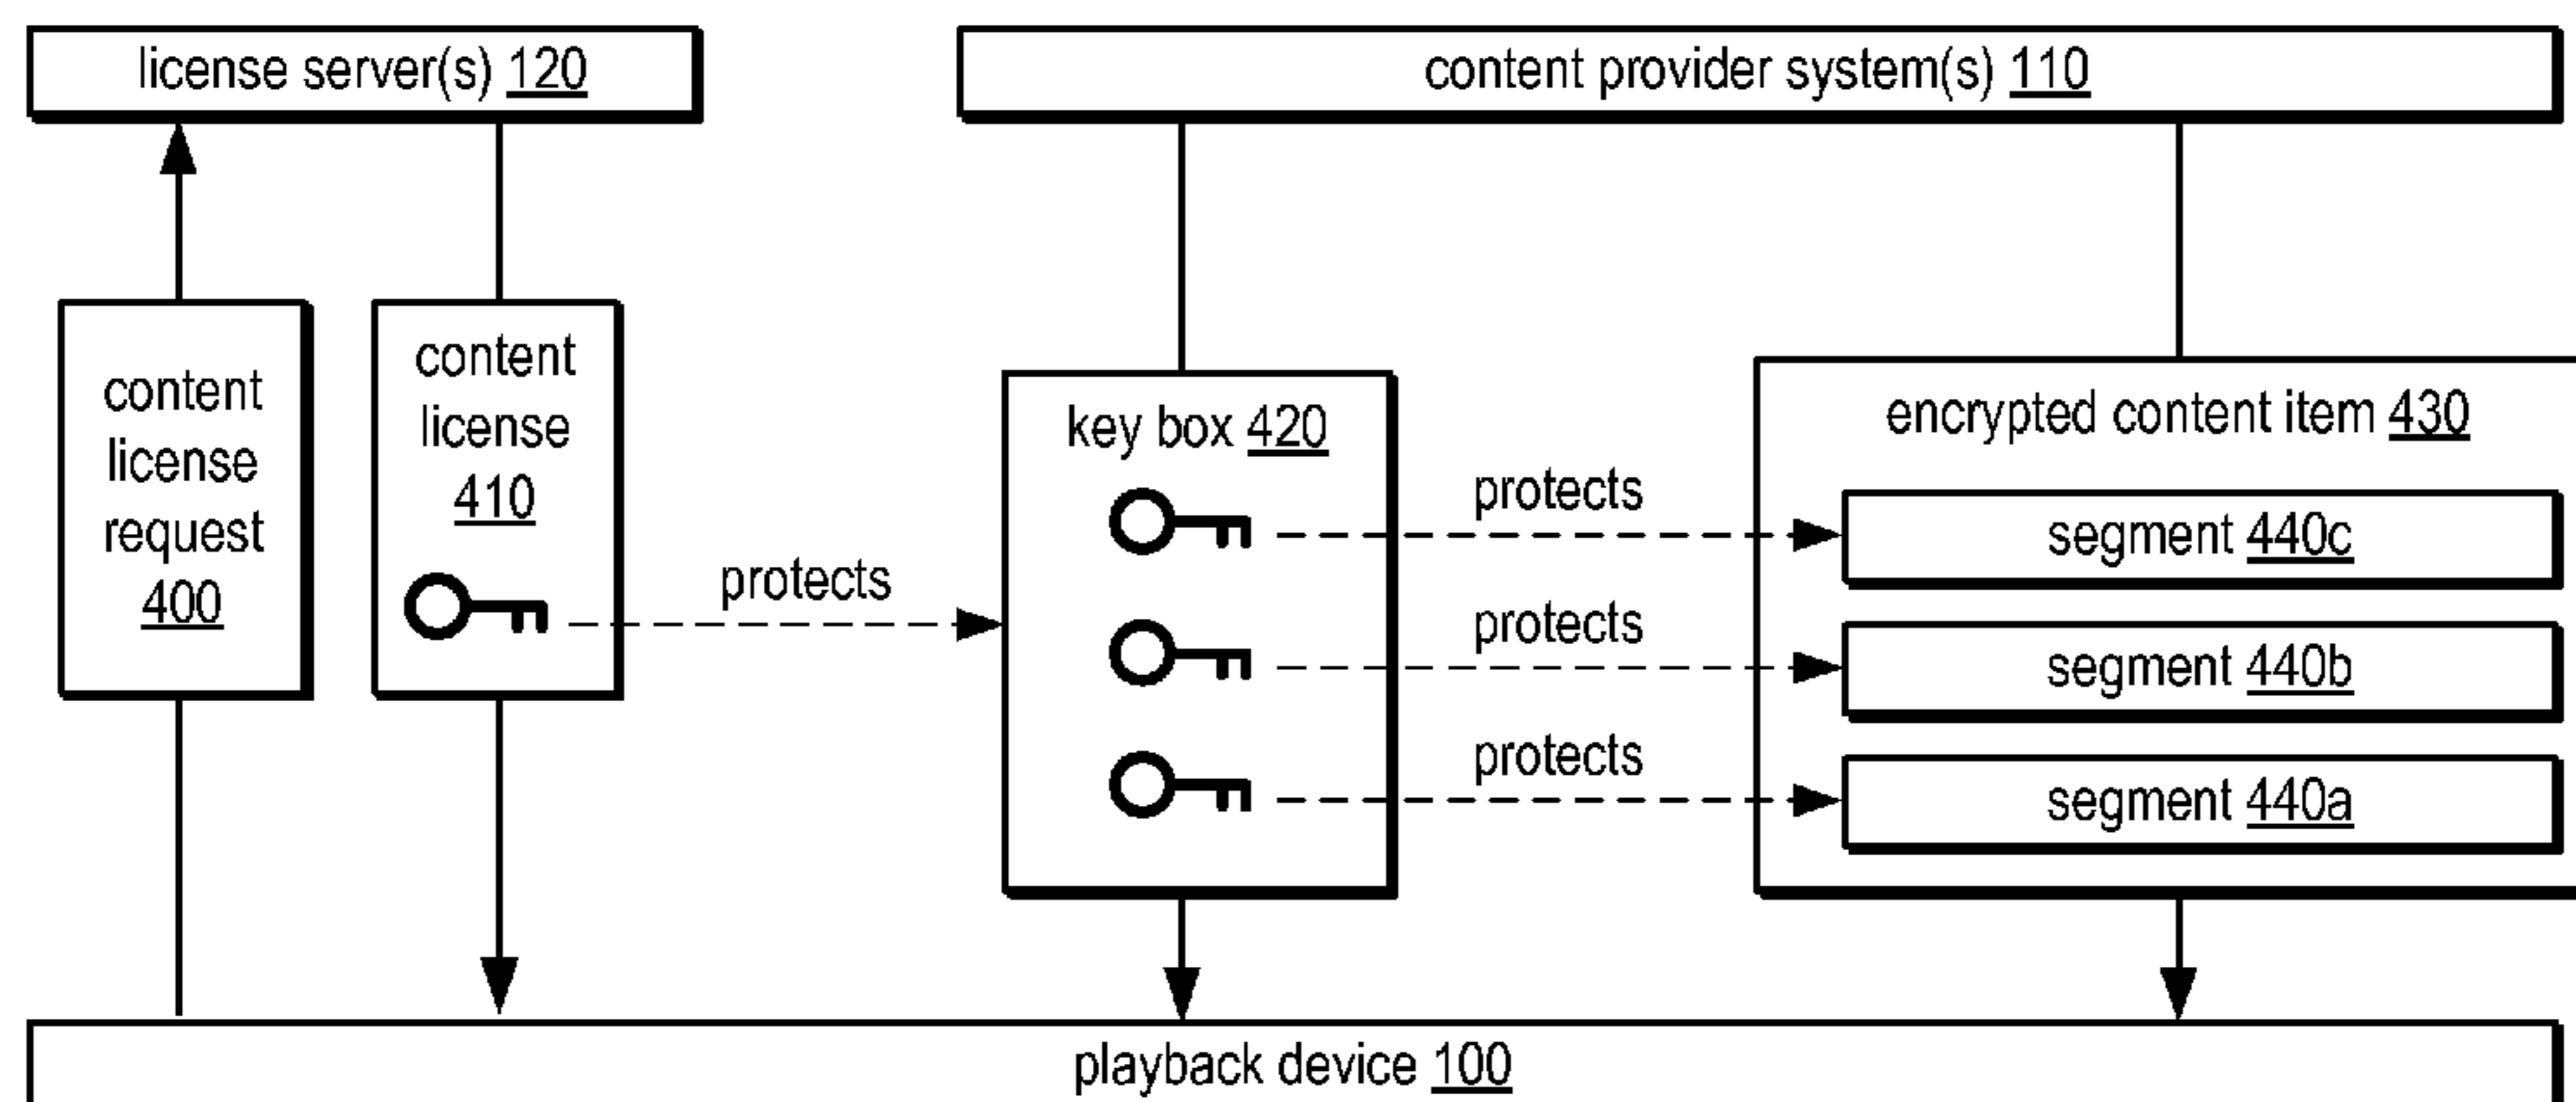 license server(s) 120
content provider system(s) 110
content
license
request
400
content
license
410
protects
key box 420
protects
protects
protects
encrypted content item 430
segment 440c
segment 440b
segment 440a
playback device 100